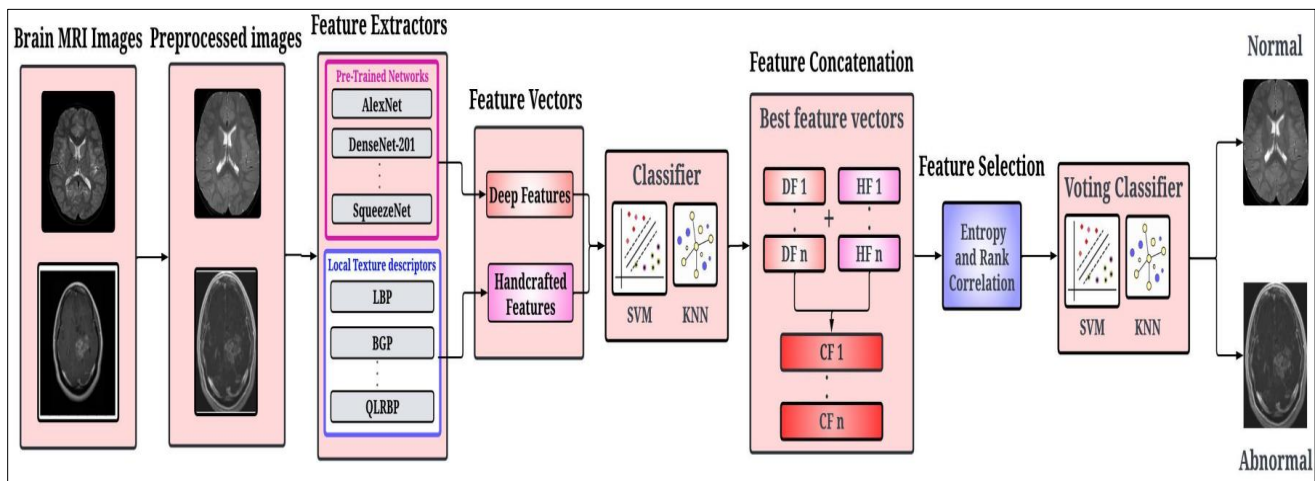 Brain MRI Images
Preprocessed images
Feature Extractors
Pre-Trained Networks
AlexNet
DenseNet-201
SqueezeNet
Local Texture descriptors
LBP
BGP
QLRBP
Feature Vectors
Deep Features
Handcrafted
Features
Classifier
SVM
KNN
Feature Concatenation
Best feature vectors
DF 1
HF 1
+
DF n
HF n
CF 1
CF n
Feature Selection
Entropy
and Rank
Correlation
Voting Classifier
SVM
KNN
Normal
Abnormal